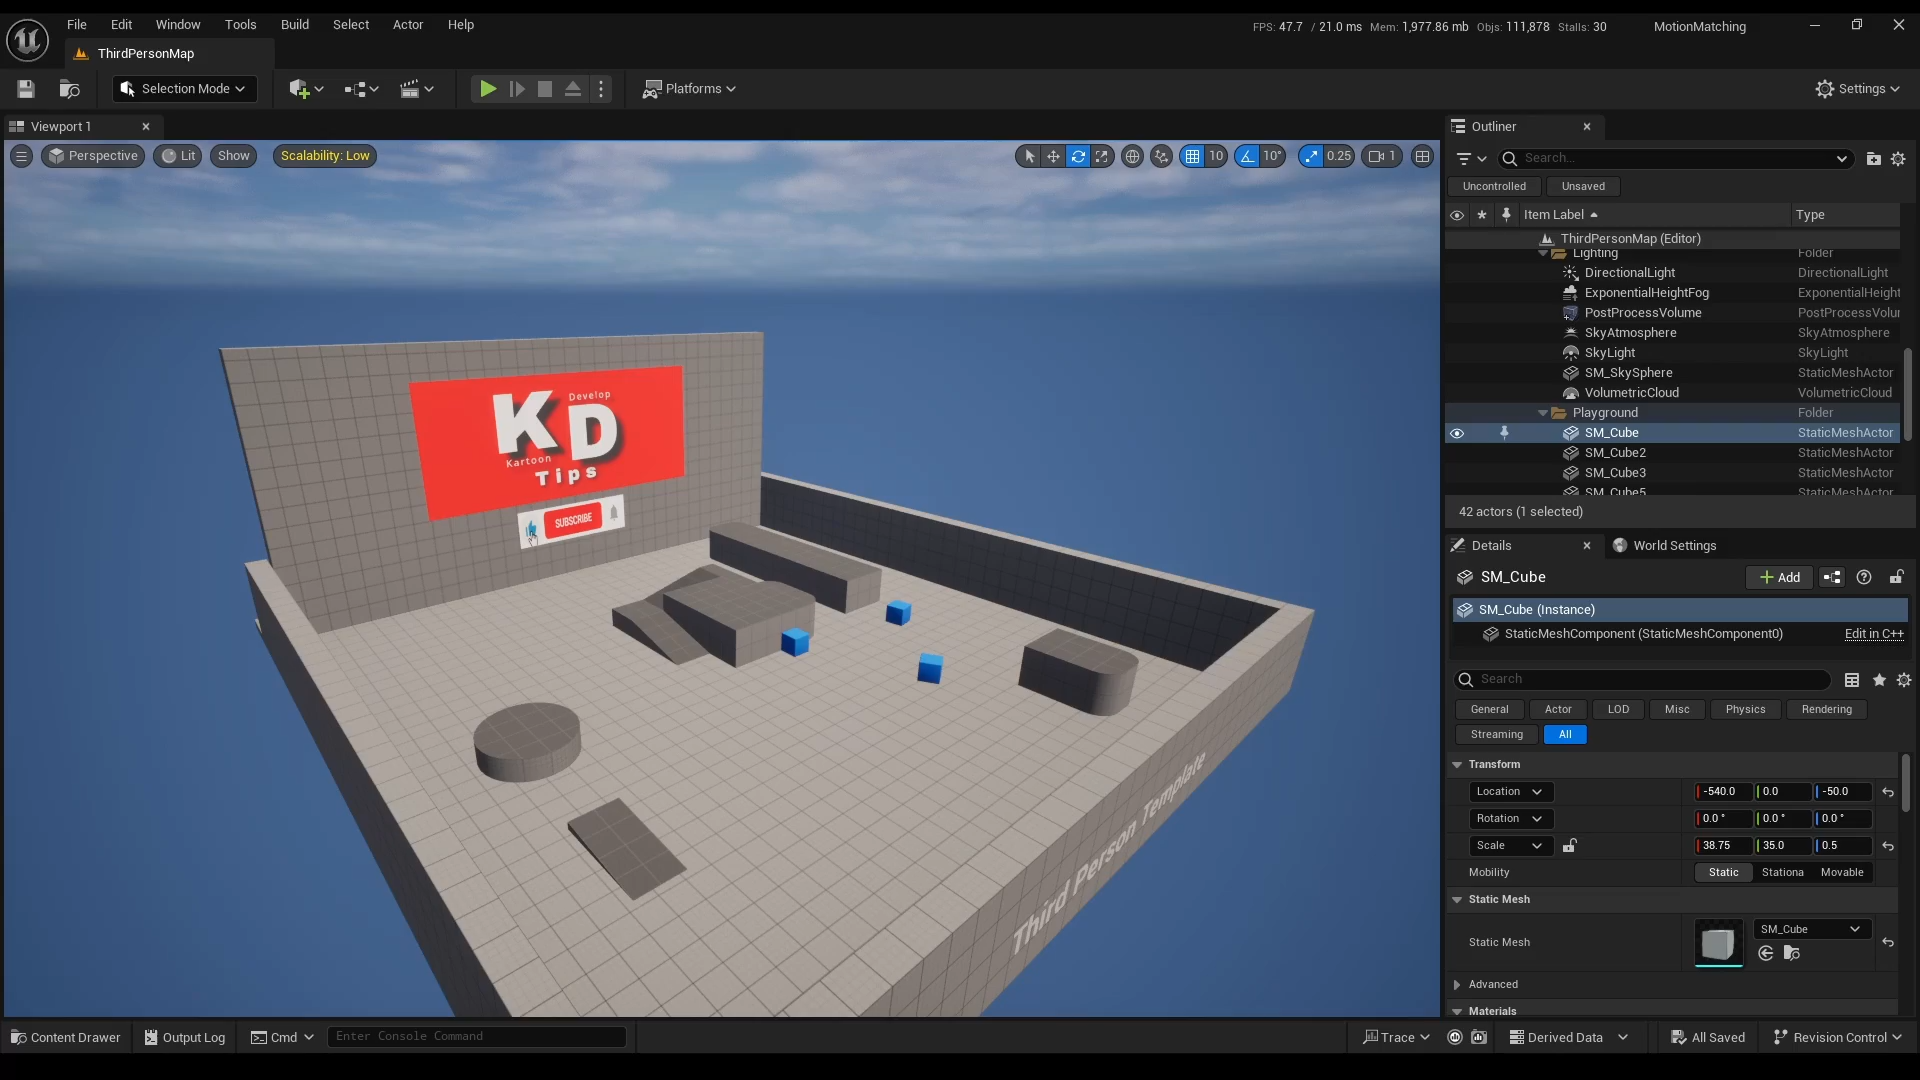 File Edit Window Tools Build Select Actor Help
FPS: 47.7 / 21.0 ms Mem: 1,977.86 mb Objs: 111,878 Stalls: 30
MotionMatching
ThirdPersonMap
Selection Mode
Platforms
Settings
Viewport 1
Perspective
Lit
Show
Scalability: Low
10
10°
0.25
1
K D
Develop
Kartoon
Tips
SUBSCRIBE
Third Person Template
Outliner
Search...
Uncontrolled
Unsaved
Item Label
Type
ThirdPersonMap (Editor)
Lighting Folder
DirectionalLight DirectionalLight
ExponentialHeightFog ExponentialHeight
PostProcessVolume PostProcessVolu
SkyAtmosphere SkyAtmosphere
SkyLight SkyLight
SM_SkySphere StaticMeshActor
VolumetricCloud VolumetricCloud
Playground Folder
SM_Cube StaticMeshActor
SM_Cube2 StaticMeshActor
SM_Cube3 StaticMeshActor
SM_Cube5 StaticMeshActor
42 actors (1 selected)
Details
World Settings
SM_Cube
Add
SM_Cube (Instance)
StaticMeshComponent (StaticMeshComponent0) Edit in C++
Search
General Actor LOD Misc Physics Rendering
Streaming All
Transform
Location -540.0 0.0 -50.0
Rotation 0.0 ° 0.0 ° 0.0 °
Scale 38.75 35.0 0.5
Mobility Static Stationa Movable
Static Mesh
Static Mesh SM_Cube
Advanced
Materials
Content Drawer
Output Log
Cmd
Enter Console Command
Trace
Derived Data
All Saved
Revision Control